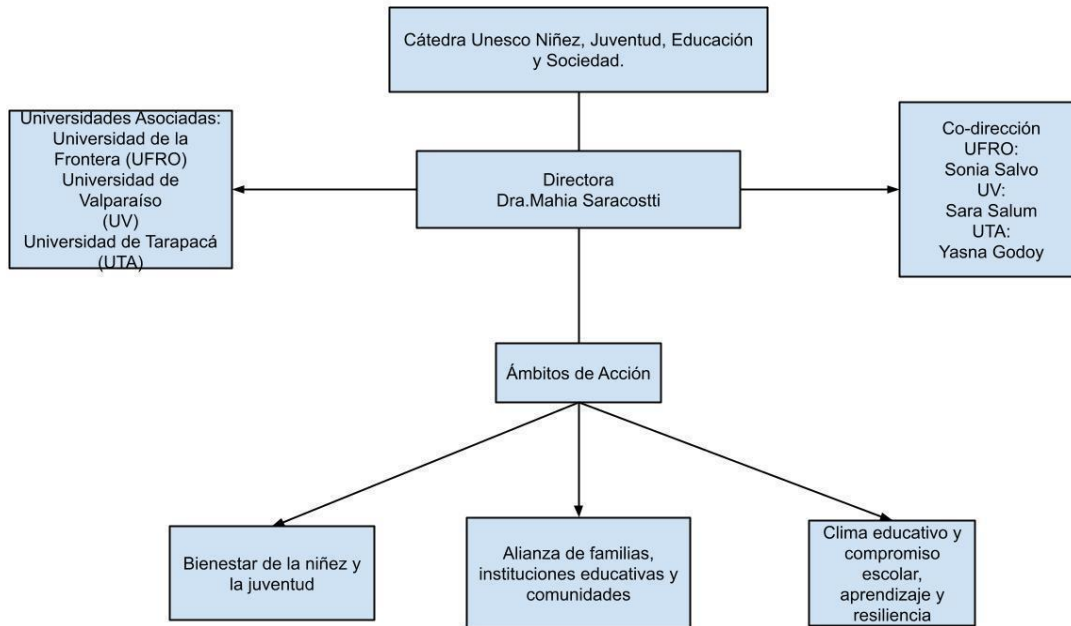 Cátedra Unesco Niñez, Juventud, Educación
y Sociedad.
Universidades Asociadas:
Universidad de la
Frontera (UFRO)
Universidad de
Valparaíso
(UV)
Universidad de Tarapacá
(UTA)
Directora
Dra.Mahia Saracostti
Co-dirección
UFRO:
Sonia Salvo
UV:
Sara Salum
UTA:
Yasna Godoy
Ámbitos de Acción
Bienestar de la niñez y
la juventud
Alianza de familias,
instituciones educativas y
comunidades
Clima educativo y
compromiso
escolar,
aprendizaje y
resiliencia